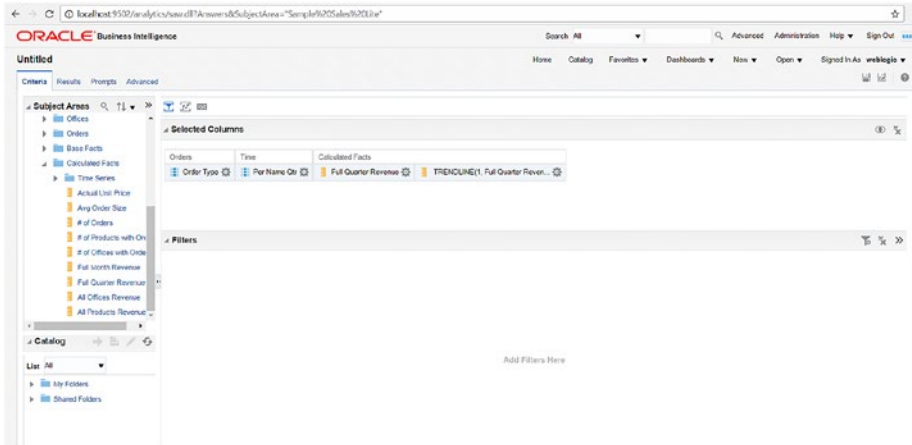 localhost:9502/analytics/saw.dll?Answers&SubjectArea="Sample%20Sales%20Lite"
ORACLE Business Intelligence
Search All
Advanced Administration Help Sign Out
Untitled
Home Catalog Favorites Dashboards New Open Signed In As weblogic
Criteria Results Prompts Advanced
Subject Areas
Offices
Orders
Base Facts
Calculated Facts
Time Series
Actual Unit Price
Avg Order Size
# of Orders
# of Products with Or
# of Offices with Orde
Full Month Revenue
Full Quarter Revenue
All Offices Revenue
All Products Revenue
Selected Columns
Orders Time Calculated Facts
Order Type Per Name Qtr Full Quarter Revenue TRENDLINE(1. Full Quarter Reven...
Filters
Add Filters Here
Catalog
List All
My Folders
Shared Folders